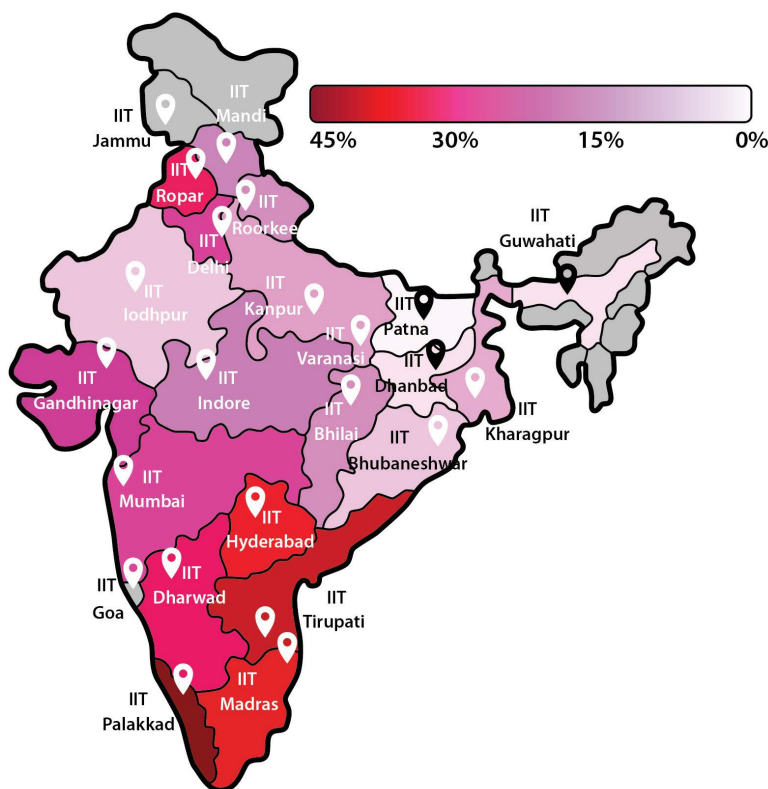 IIT
Mandi
IIT
Jammu
45% 30% 15% 0%
IIT
Ropar
IIT
Roorkee
IIT
Guwahati
IIT
Delhi
IIT
Jodhpur
IIT
Kanpur
IIT
Patna
IIT
Varanasi
IIT
Dhanbad
IIT
Gandhinagar
IIT
Indore
IIT
Bhilai
IIT
Kharagpur
IIT
Bhubaneshwar
IIT
Mumbai
IIT
Hyderabad
IIT
Dharwad
IIT
Goa
IIT
Tirupati
IIT
Madras
IIT
Palakkad